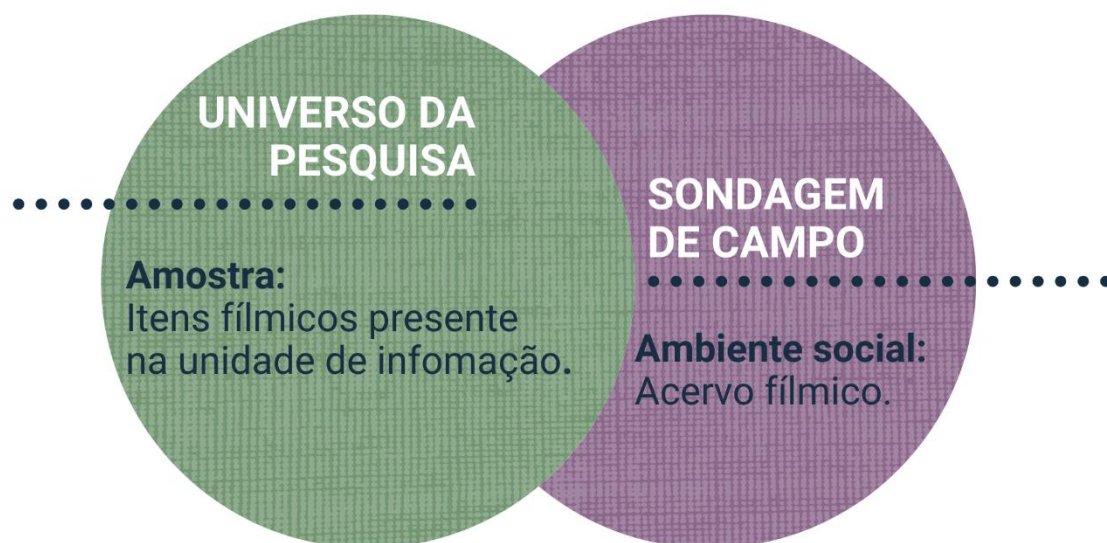 UNIVERSO DA
PESQUISA
Amostra:
Itens fílmicos presente
na unidade de infomação.
SONDAGEM
DE CAMPO
Ambiente social:
Acervo fílmico.